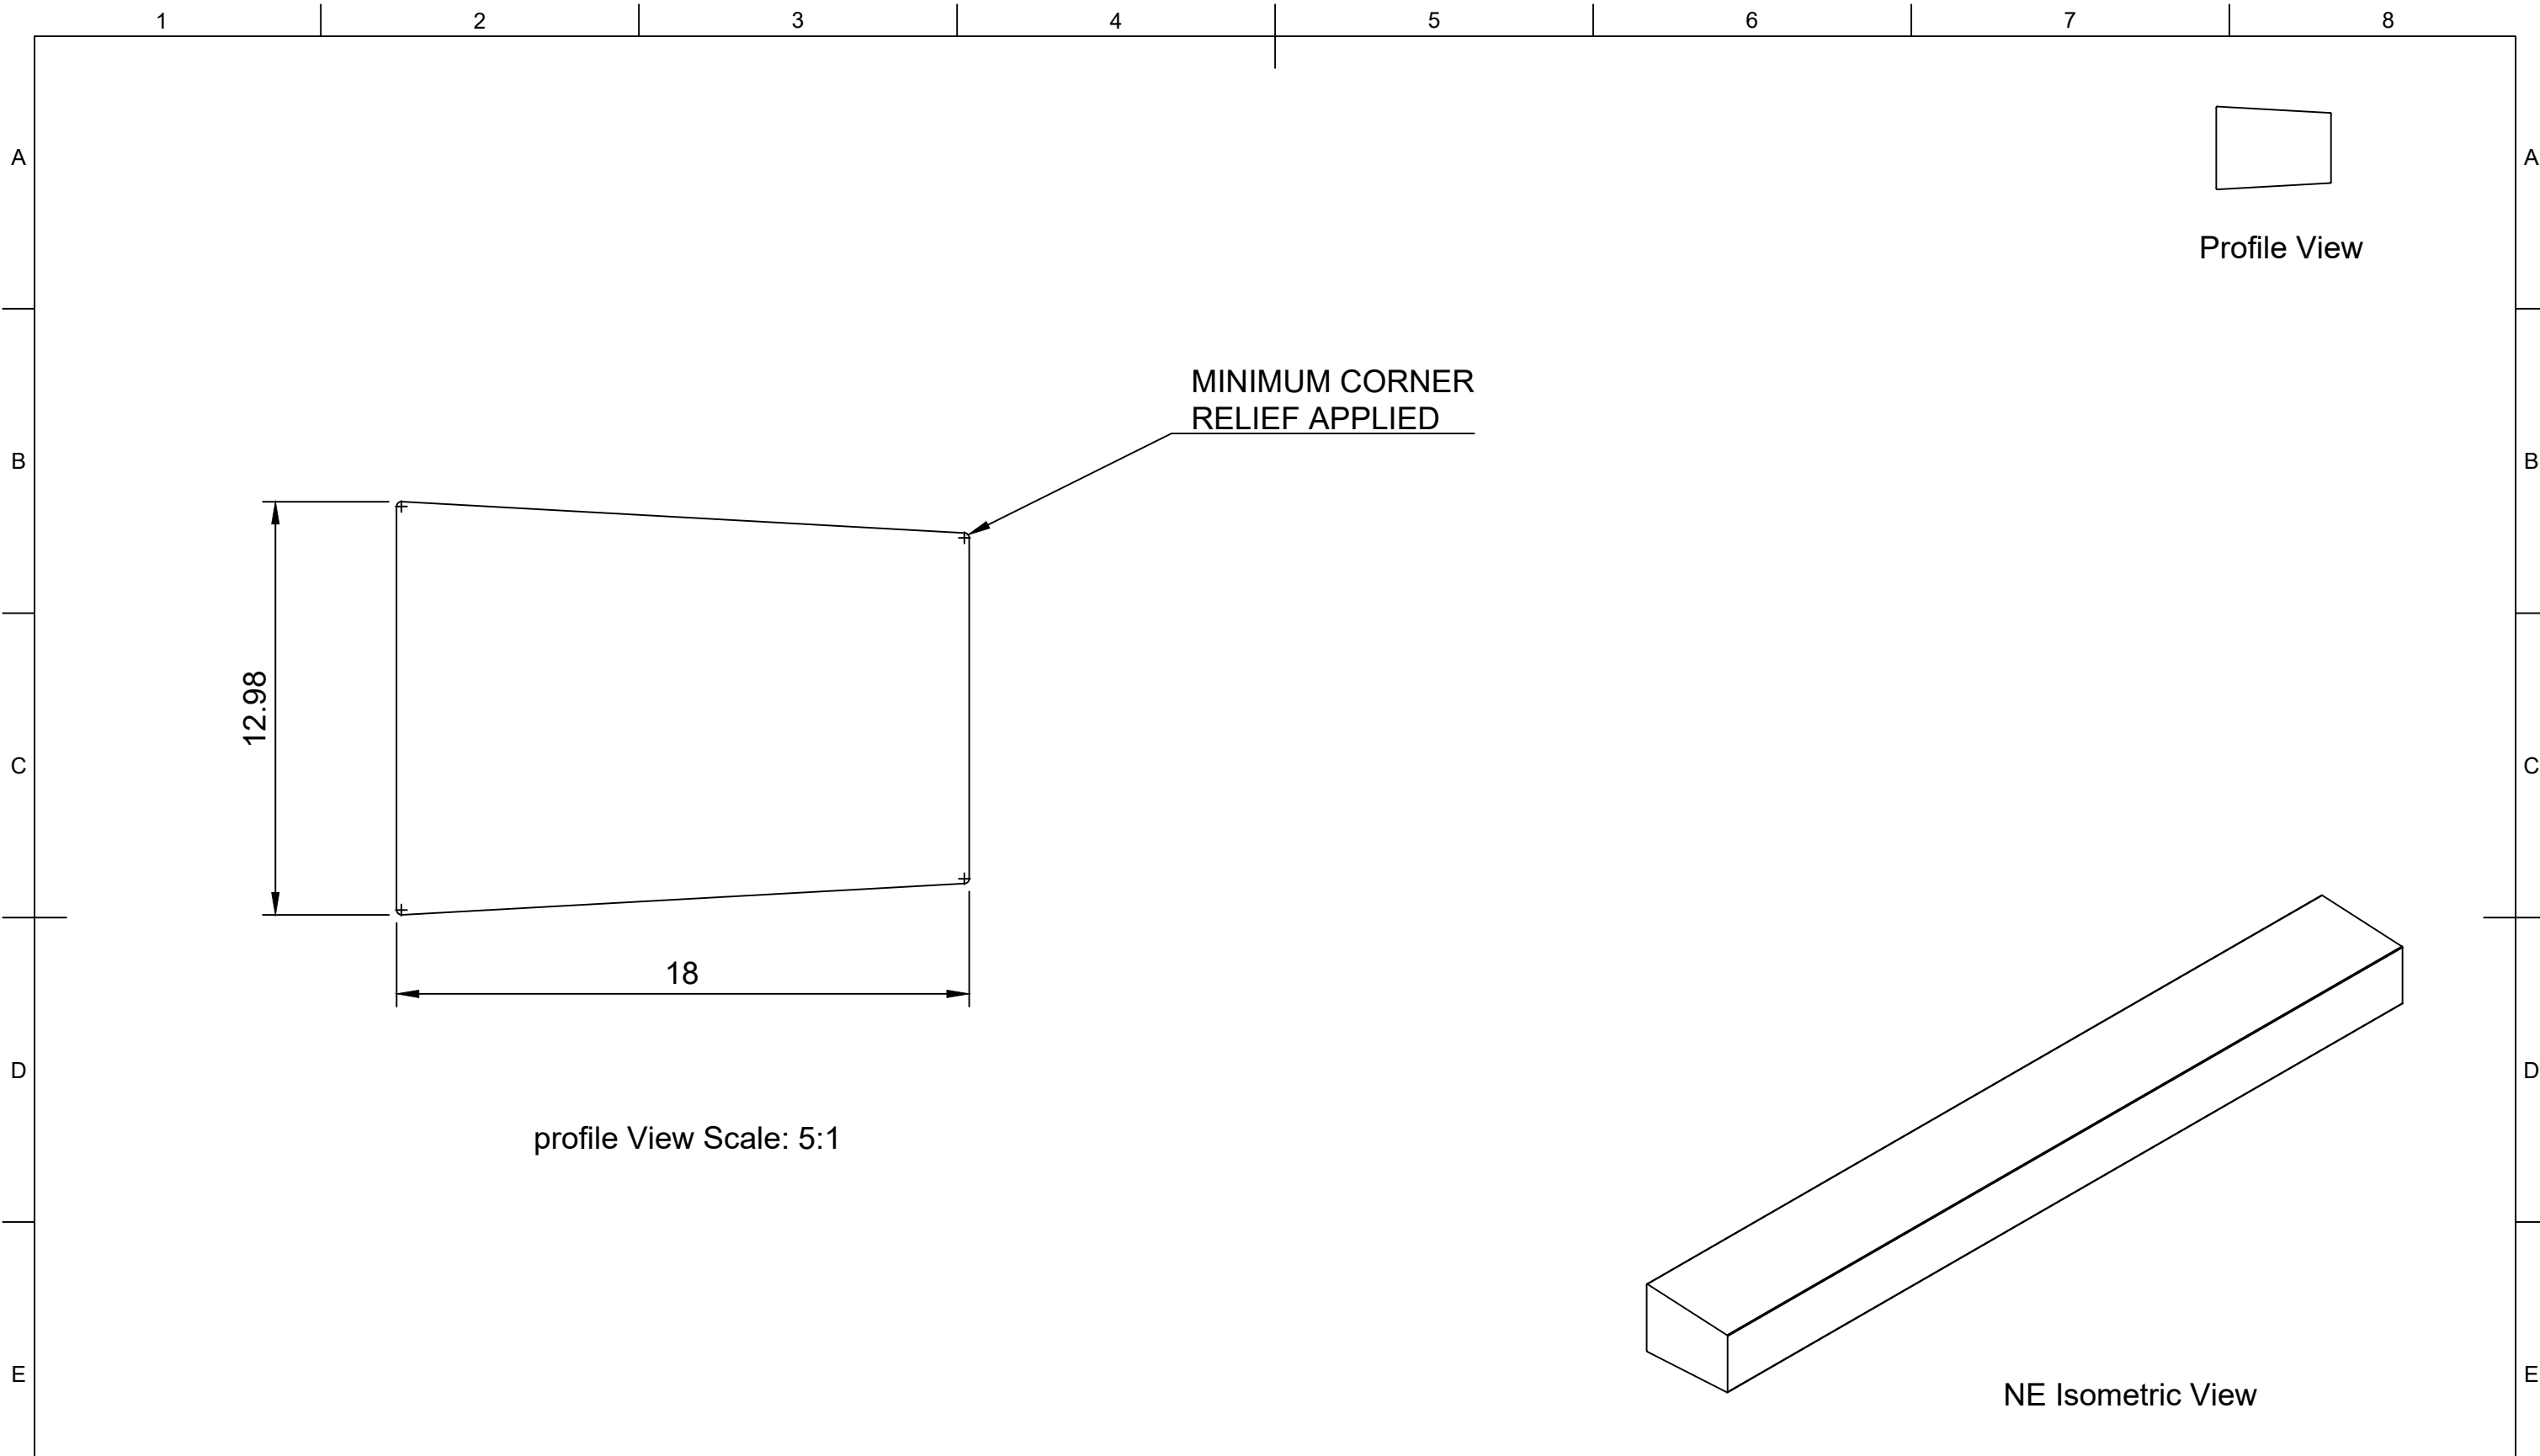 1 2 3 4 5 6 7 8
A A
Profile View
MINIMUM CORNER
RELIEF APPLIED
B B
12.98
C C
18
D D
profile View Scale: 5:1
E E
NE Isometric View